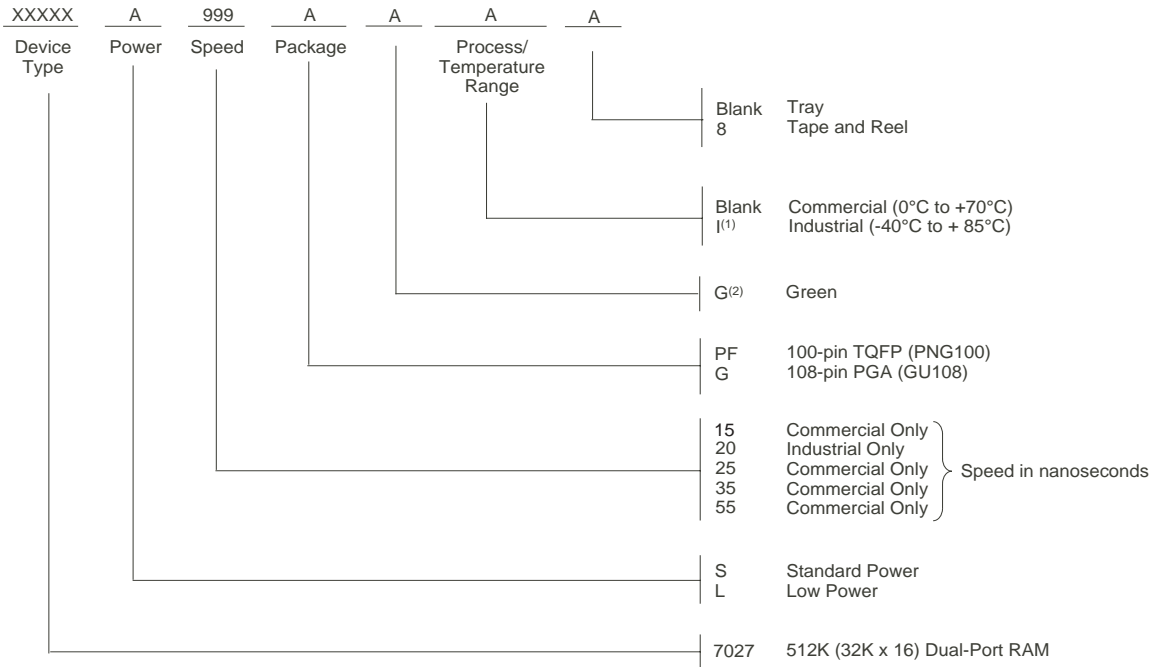 XXXXX A 999 A A A A
Device Type Power Speed Package Process/ Temperature Range
Blank Tray
8 Tape and Reel
Blank Commercial (0°C to +70°C)
I(1) Industrial (-40°C to + 85°C)
G(2) Green
PF 100-pin TQFP (PNG100)
G 108-pin PGA (GU108)
15 Commercial Only
20 Industrial Only
25 Commercial Only
Speed in nanoseconds
35 Commercial Only
55 Commercial Only
S Standard Power
L Low Power
7027 512K (32K x 16) Dual-Port RAM